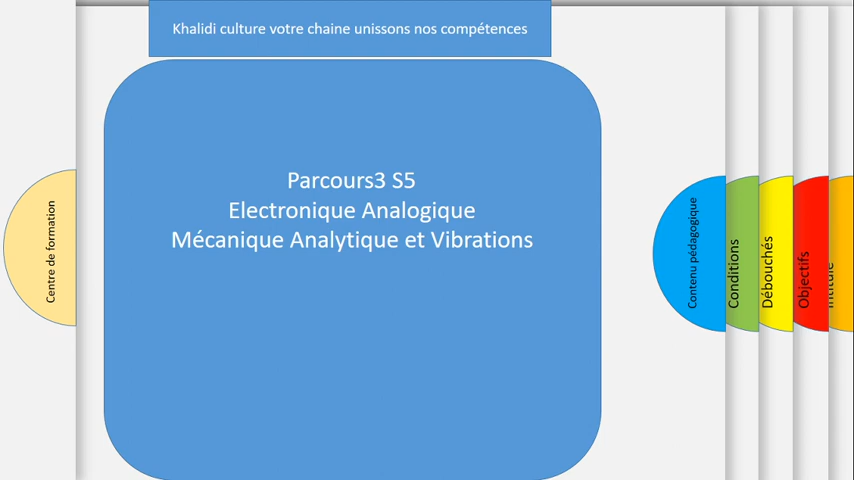 Khalidi culture votre chaine unissons nos compétences
Parcours3 S5
Electronique Analogique
Mécanique Analytique et Vibrations
Centre de formation
Contenu pédagogique
Conditions
Débouchés
Objectifs